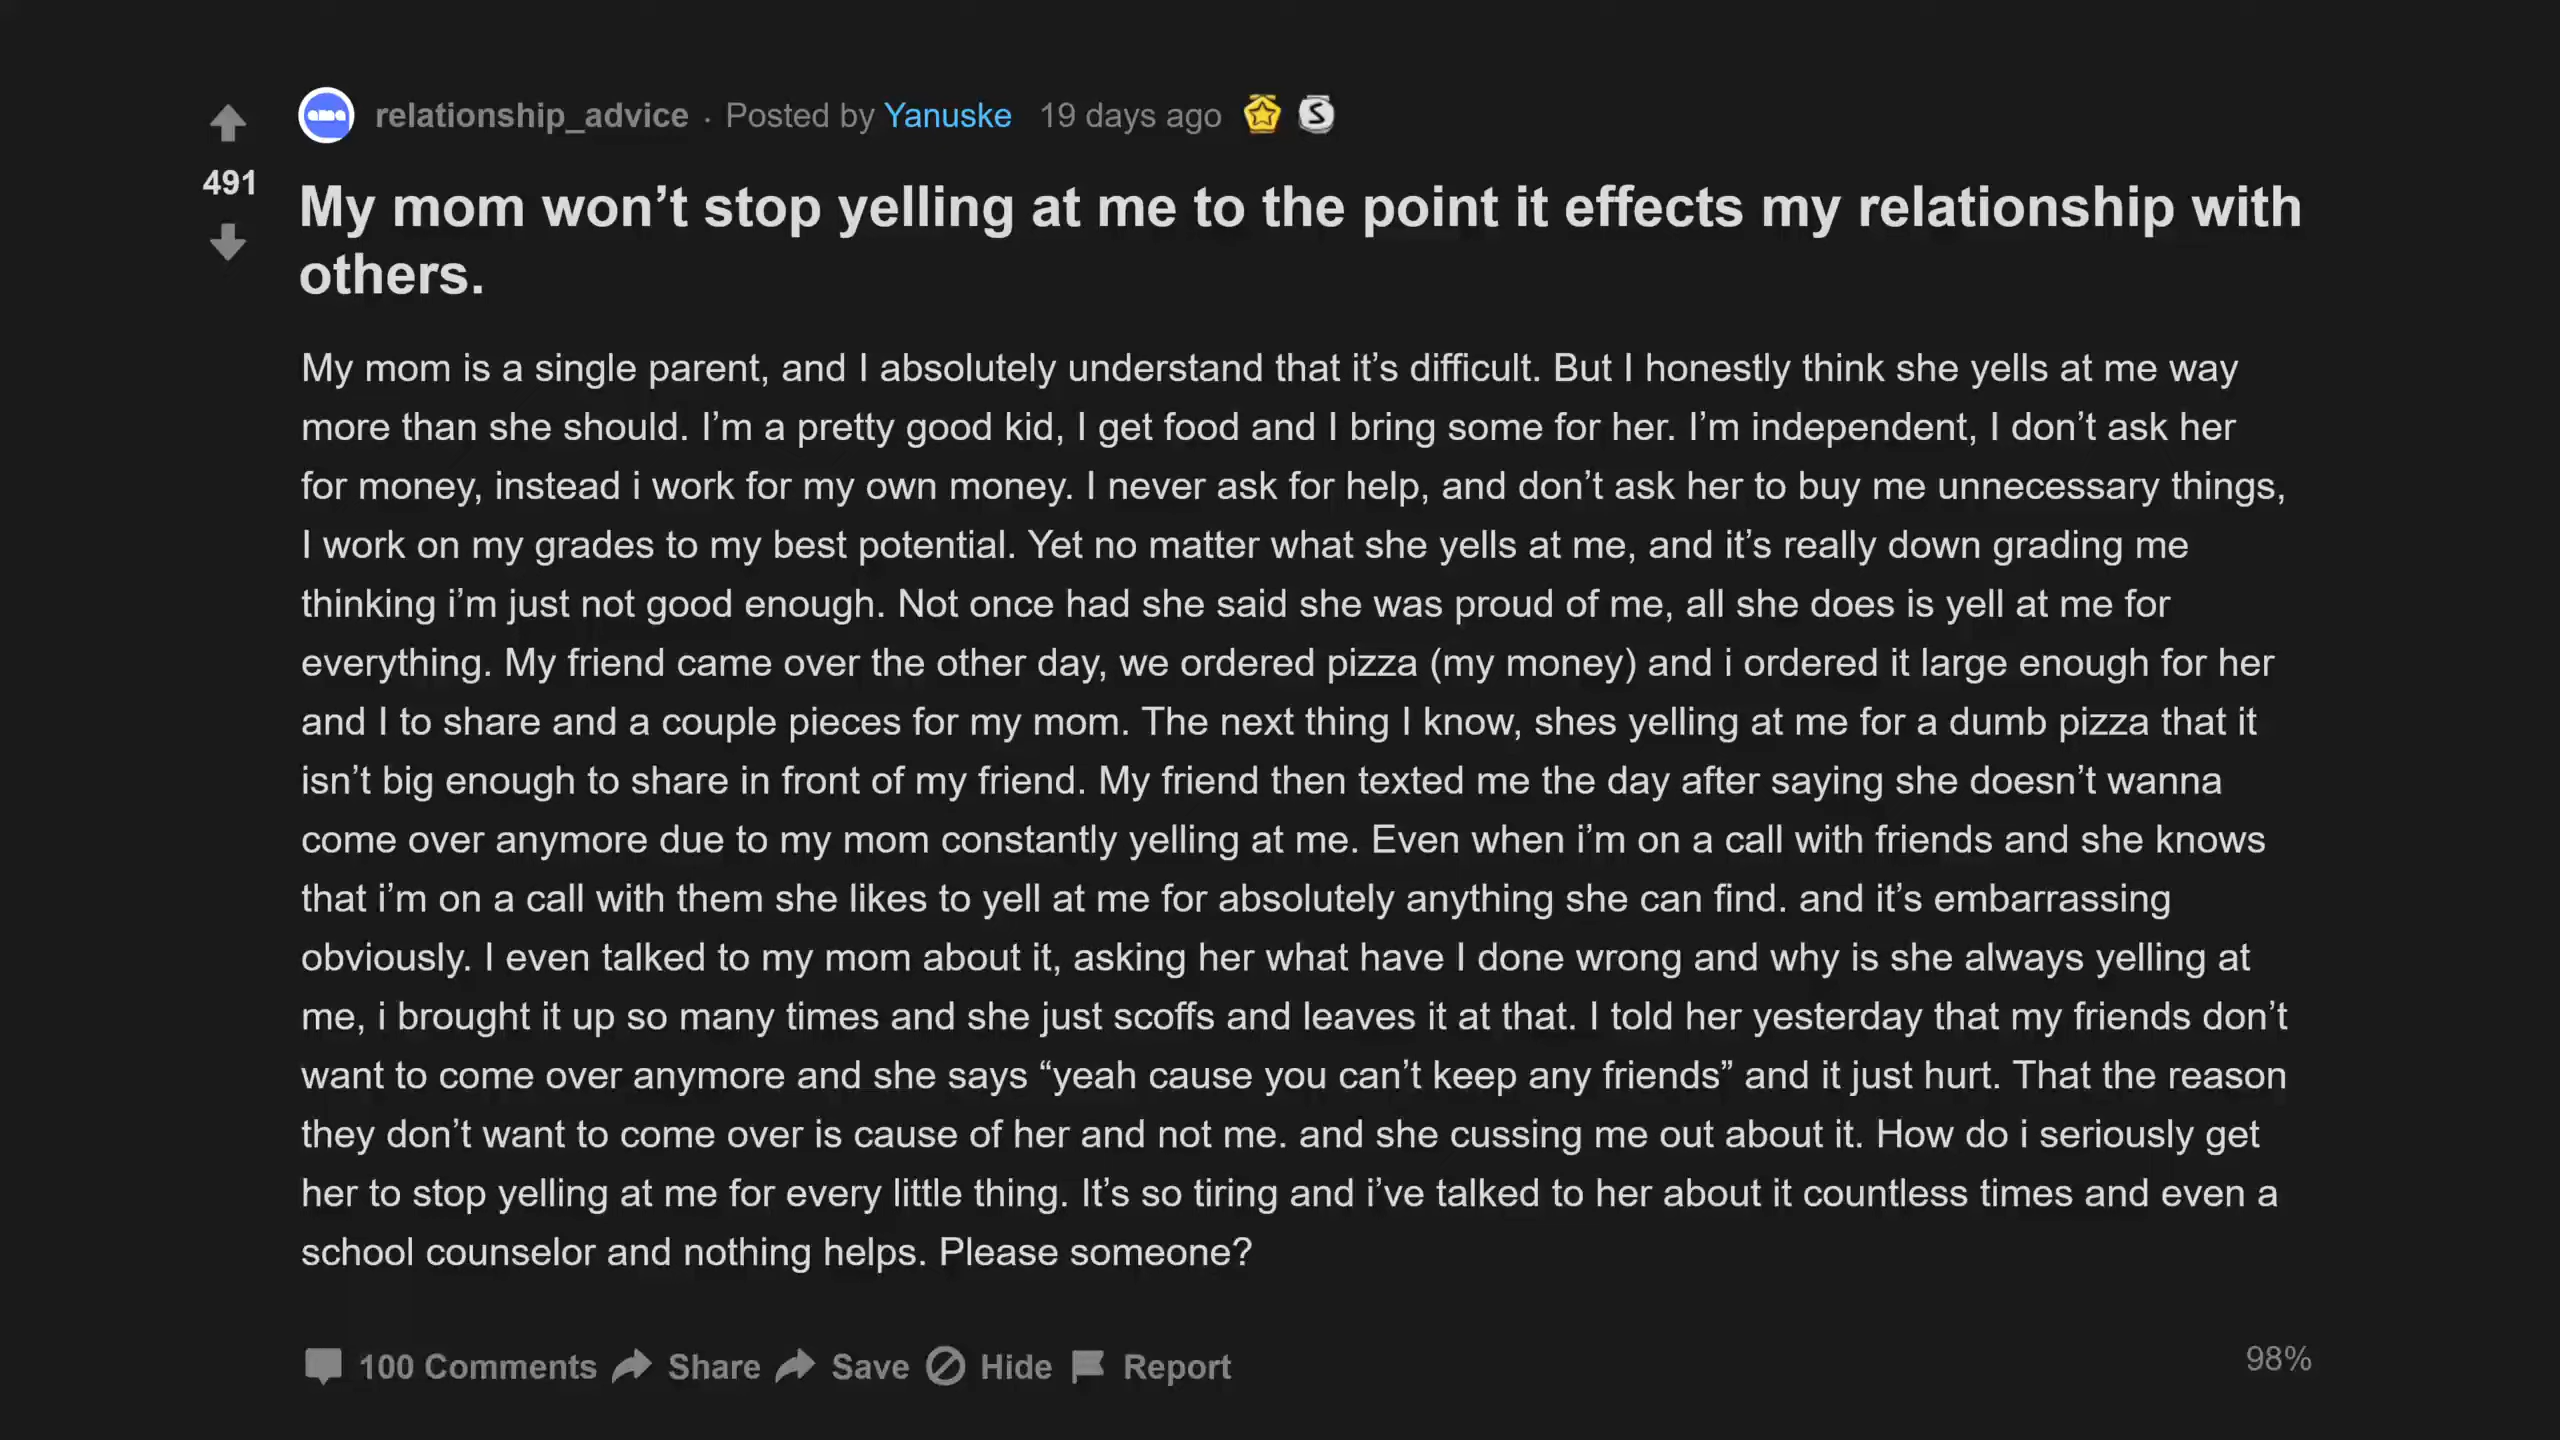 relationship_advice · Posted by Yanuske 19 days ago
491
My mom won’t stop yelling at me to the point it effects my relationship with
others.
My mom is a single parent, and I absolutely understand that it’s difficult. But I honestly think she yells at me way
more than she should. I’m a pretty good kid, I get food and I bring some for her. I’m independent, I don’t ask her
for money, instead i work for my own money. I never ask for help, and don’t ask her to buy me unnecessary things,
I work on my grades to my best potential. Yet no matter what she yells at me, and it’s really down grading me
thinking i’m just not good enough. Not once had she said she was proud of me, all she does is yell at me for
everything. My friend came over the other day, we ordered pizza (my money) and i ordered it large enough for her
and I to share and a couple pieces for my mom. The next thing I know, shes yelling at me for a dumb pizza that it
isn’t big enough to share in front of my friend. My friend then texted me the day after saying she doesn’t wanna
come over anymore due to my mom constantly yelling at me. Even when i’m on a call with friends and she knows
that i’m on a call with them she likes to yell at me for absolutely anything she can find. and it’s embarrassing
obviously. I even talked to my mom about it, asking her what have I done wrong and why is she always yelling at
me, i brought it up so many times and she just scoffs and leaves it at that. I told her yesterday that my friends don’t
want to come over anymore and she says “yeah cause you can’t keep any friends” and it just hurt. That the reason
they don’t want to come over is cause of her and not me. and she cussing me out about it. How do i seriously get
her to stop yelling at me for every little thing. It’s so tiring and i’ve talked to her about it countless times and even a
school counselor and nothing helps. Please someone?
100 Comments Share Save Hide Report
98%